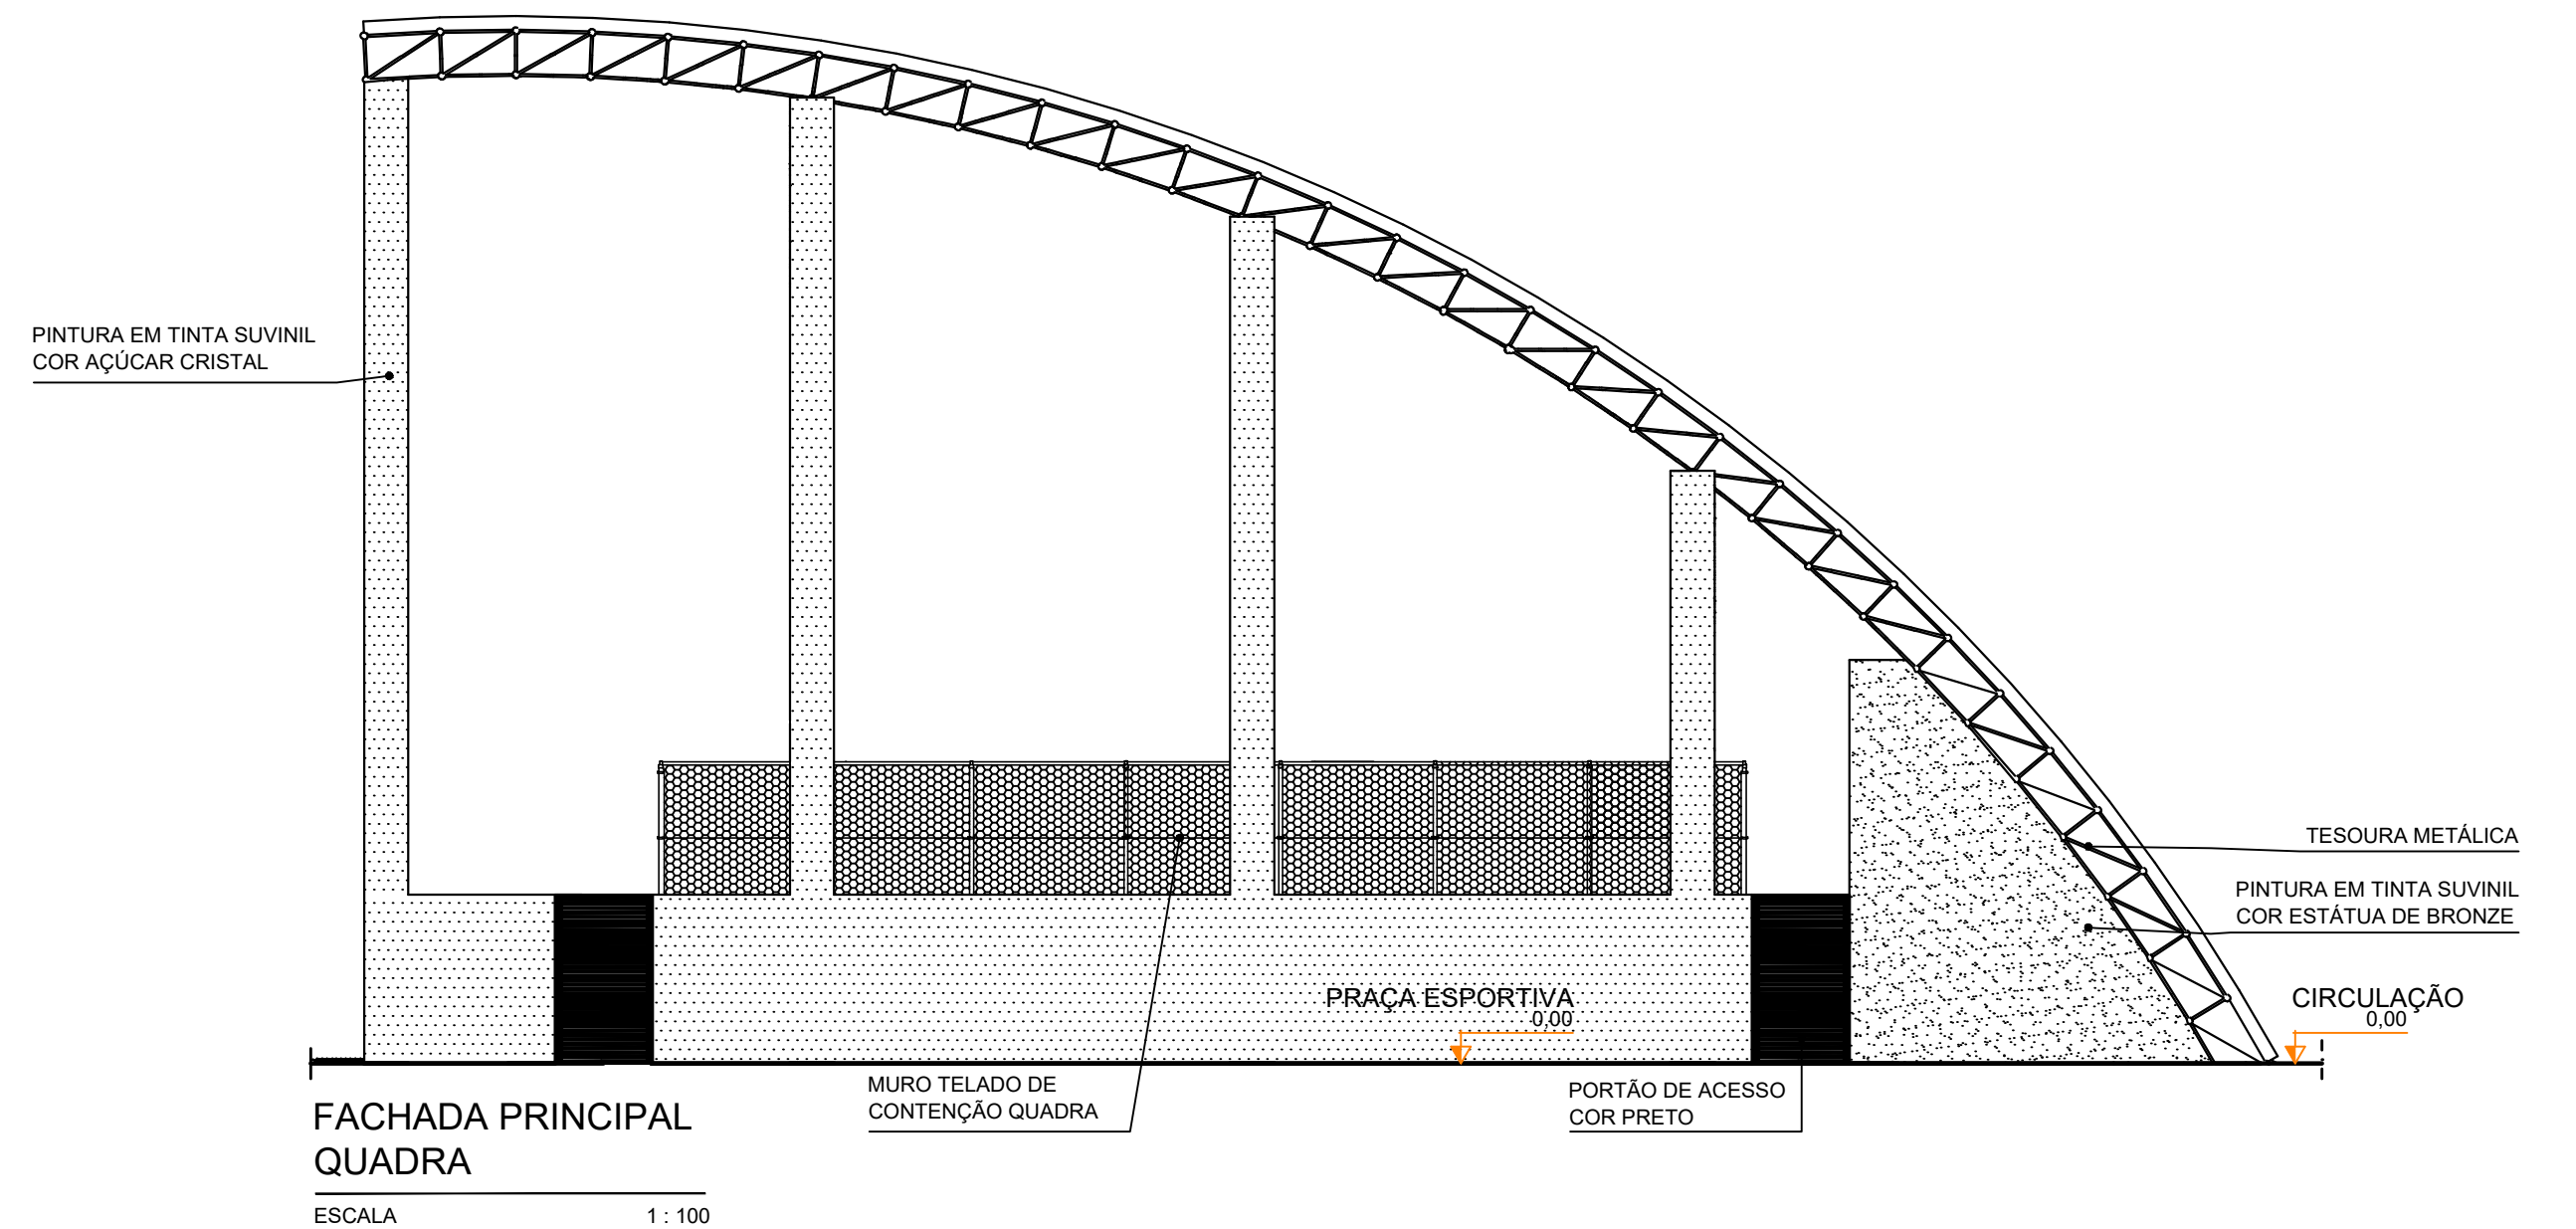 PINTURA EM TINTA SUVINIL
COR AÇÚCAR CRISTAL
TESOURA METÁLICA
PINTURA EM TINTA SUVINIL
COR ESTÁTUA DE BRONZE
PRAÇA ESPORTIVA
0,00
CIRCULAÇÃO
0,00
MURO TELADO DE
CONTENÇÃO QUADRA
PORTÃO DE ACESSO
COR PRETO
FACHADA PRINCIPAL
QUADRA
ESCALA 1 : 100